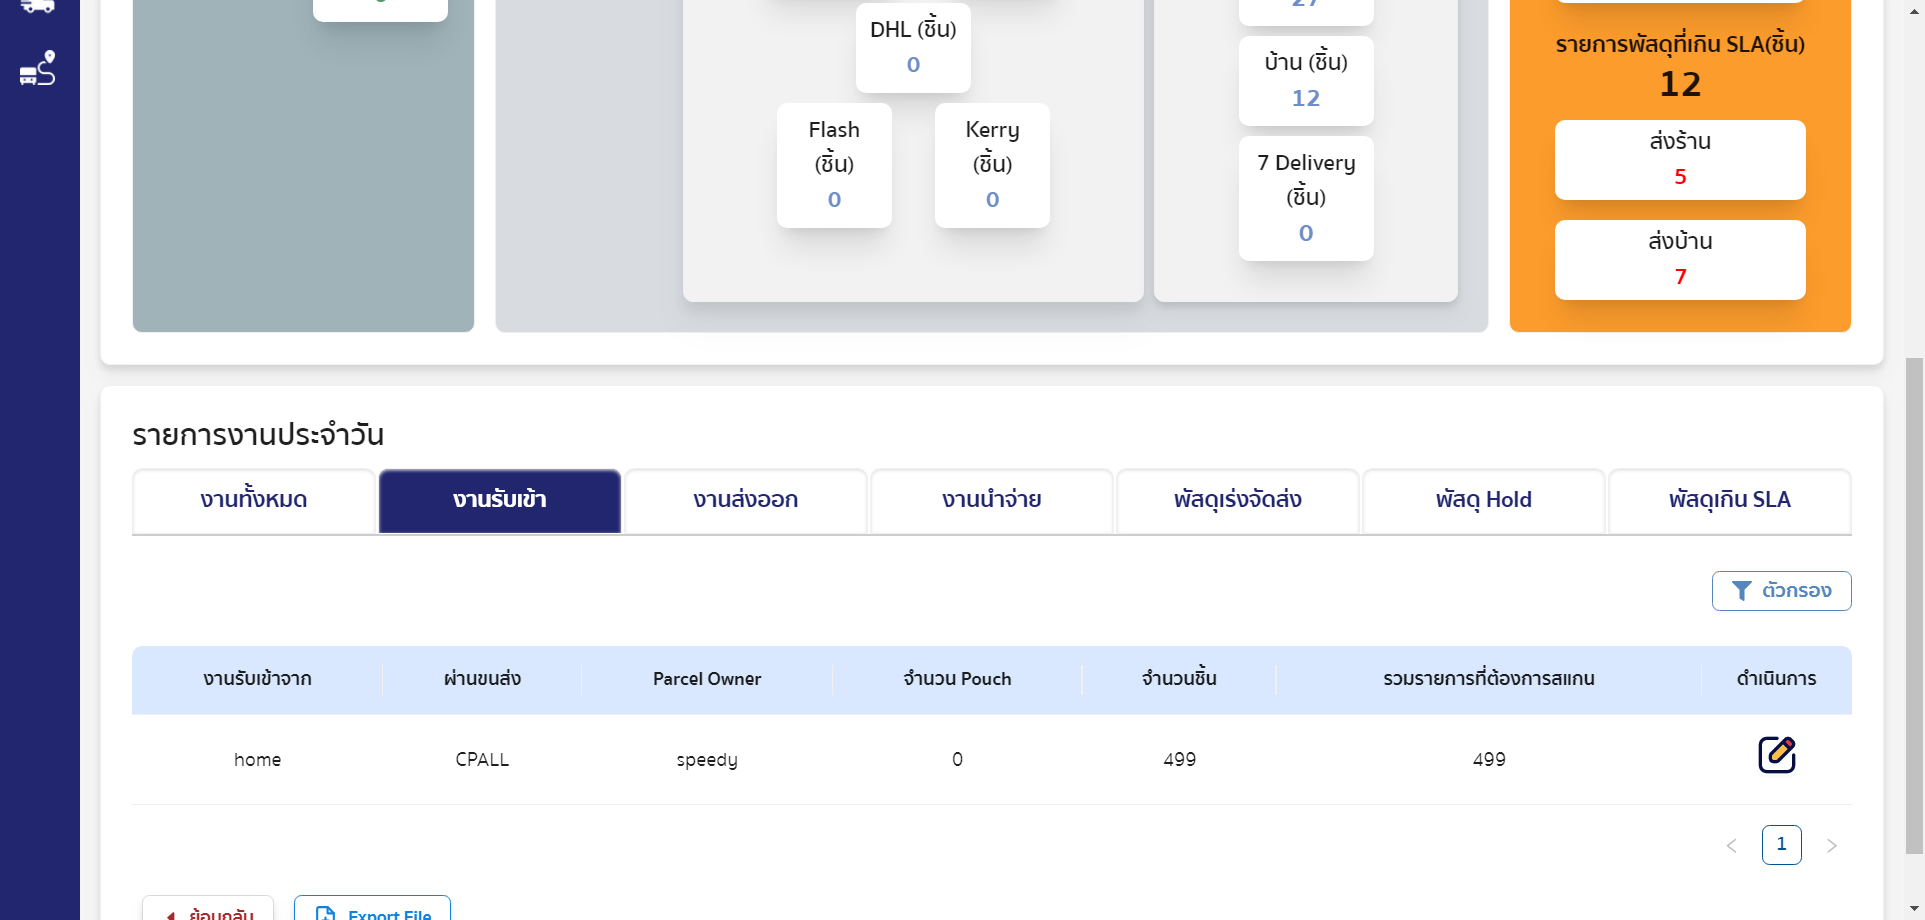 DHL (ชิ้น)
0
Flash
(ชิ้น)
0
Kerry
(ชิ้น)
0
บ้าน (ชิ้น)
12
7 Delivery
(ชิ้น)
0
รายการพัสดุที่เกิน SLA(ชิ้น)
12
ส่งร้าน
5
ส่งบ้าน
7
รายการงานประจำวัน
งานทั้งหมด
งานรับเข้า
งานส่งออก
งานนำจ่าย
พัสดุเร่งจัดส่ง
พัสดุ Hold
พัสดุเกิน SLA
ตัวกรอง
งานรับเข้าจาก
ผ่านขนส่ง
Parcel Owner
จำนวน Pouch
จำนวนชิ้น
รวมรายการที่ต้องการสแกน
ดำเนินการ
home
CPALL
speedy
0
499
499
1
ย้อนกลับ
Export File